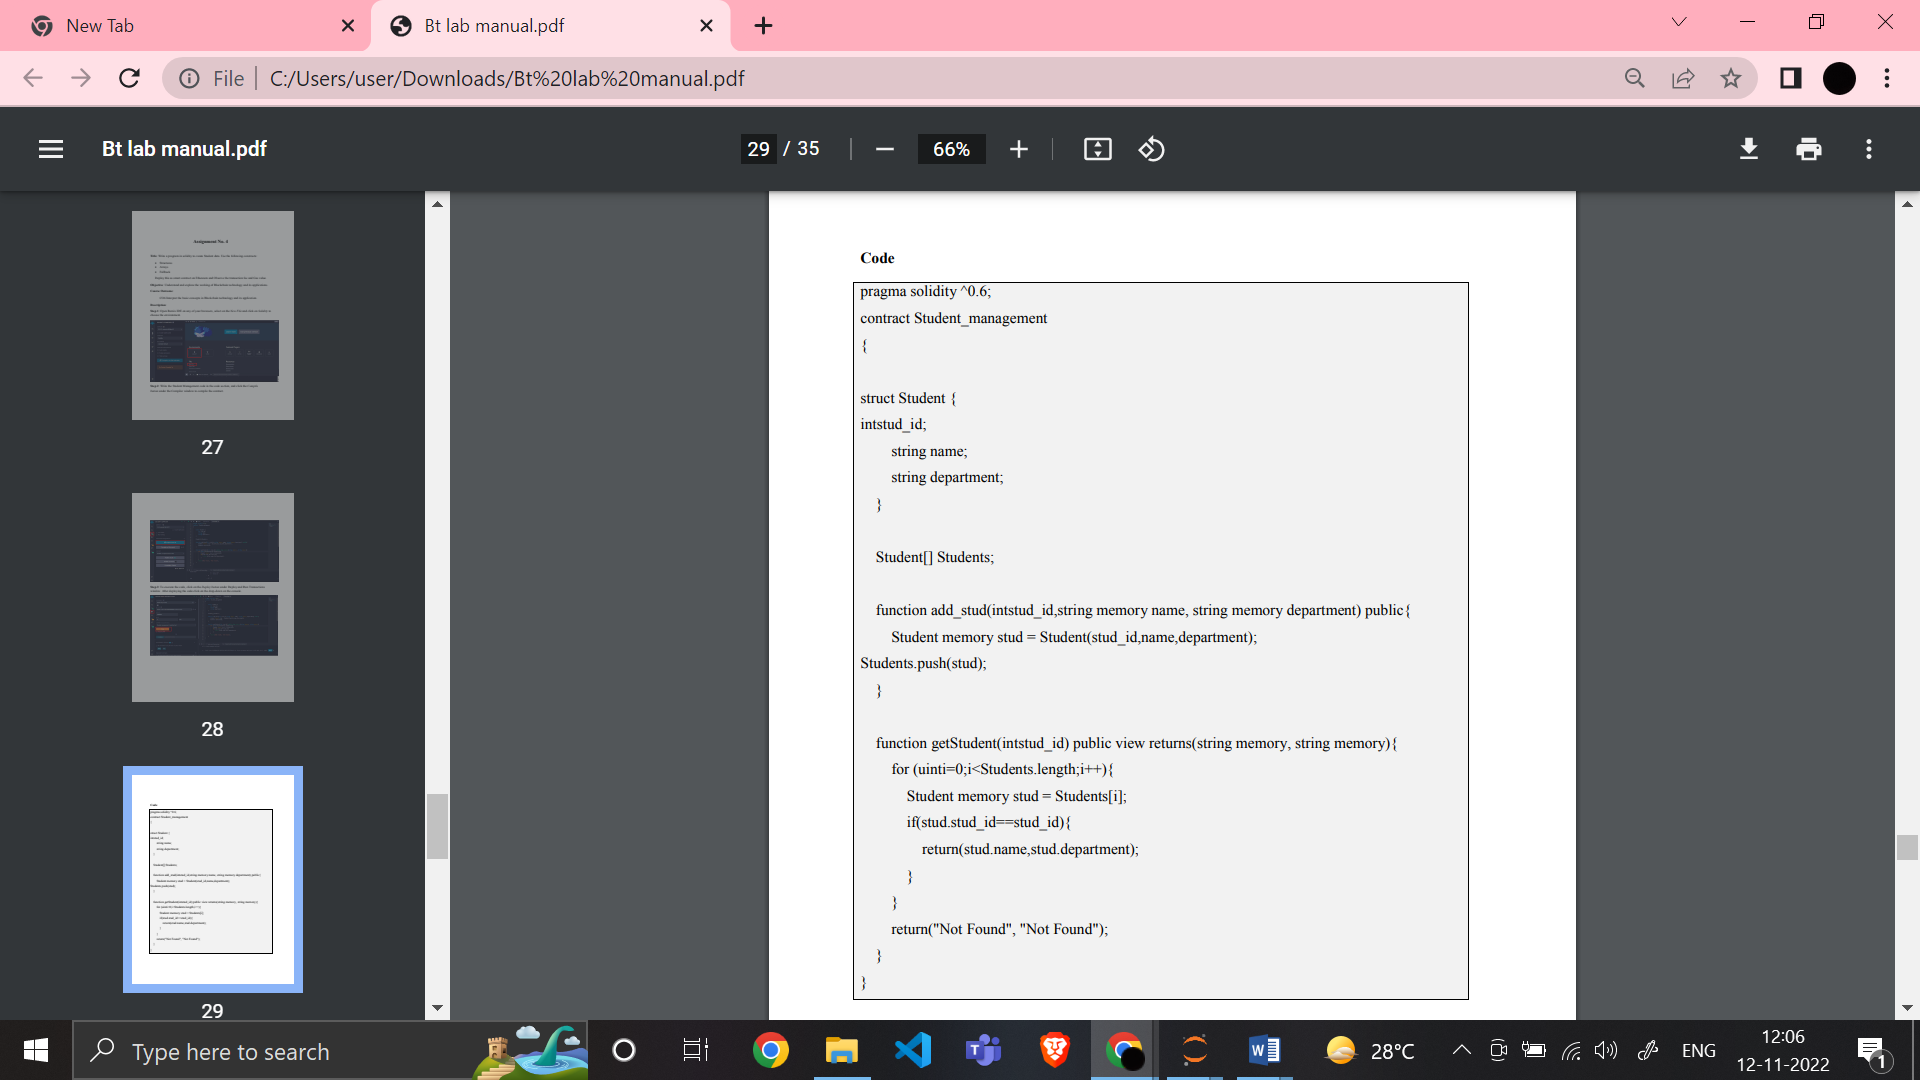 New Tab
Bt lab manual.pdf
File
C:/Users/user/Downloads/Bt%20lab%20manual.pdf
Bt lab manual.pdf
29 / 35
66%
27
28
29
Code
pragma solidity ^0.6;
contract Student_management
{
struct Student {
intstud_id;
string name;
string department;
}
Student[] Students;
function add_stud(intstud_id,string memory name, string memory department) public{
Student memory stud = Student(stud_id,name,department);
Students.push(stud);
}
function getStudent(intstud_id) public view returns(string memory, string memory){
for (uinti=0;i<Students.length;i++){
Student memory stud = Students[i];
if(stud.stud_id==stud_id){
return(stud.name,stud.department);
}
}
return("Not Found", "Not Found");
}
}
Type here to search
28°C
ENG
12:06
12-11-2022
1